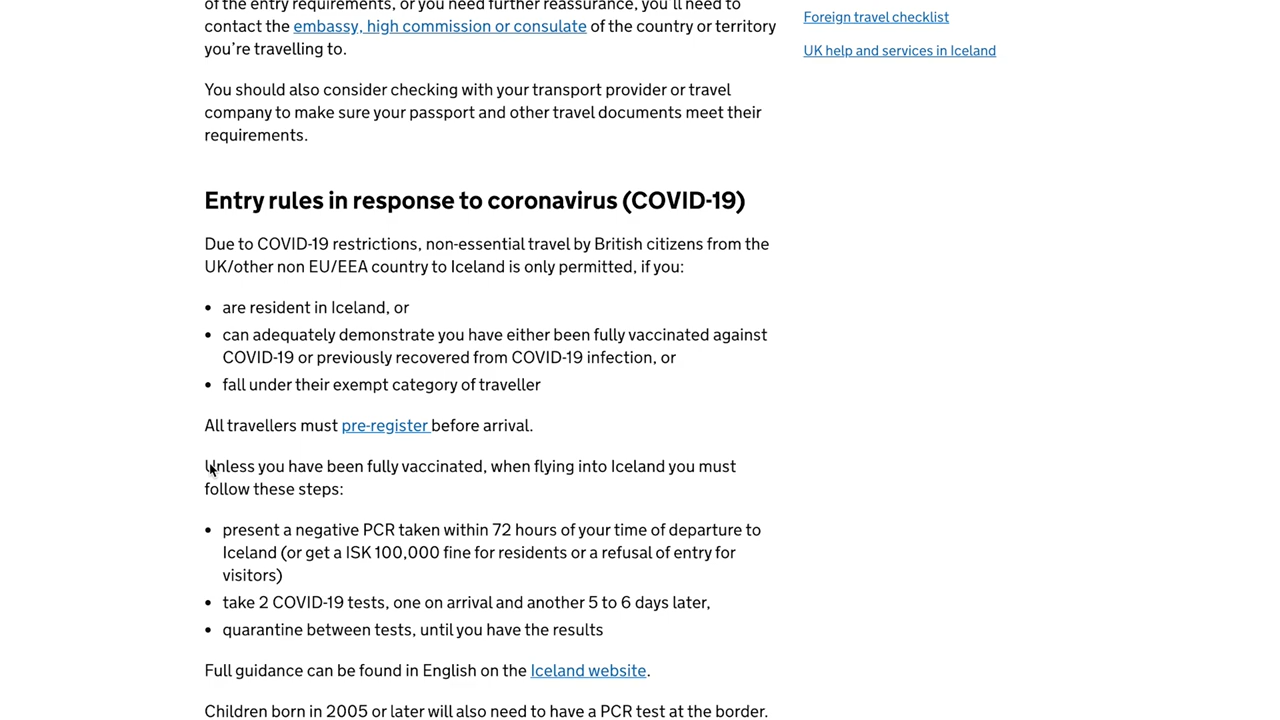 of the entry requirements, or you need further reassurance, you'll need to
contact the embassy, high commission or consulate of the country or territory
you're travelling to.
You should also consider checking with your transport provider or travel
company to make sure your passport and other travel documents meet their
requirements.
Entry rules in response to coronavirus (COVID-19)
Due to COVID-19 restrictions, non-essential travel by British citizens from the
UK/other non EU/EEA country to Iceland is only permitted, if you:
• are resident in Iceland, or
• can adequately demonstrate you have either been fully vaccinated against
COVID-19 or previously recovered from COVID-19 infection, or
• fall under their exempt category of traveller
All travellers must pre-register before arrival.
Unless you have been fully vaccinated, when flying into Iceland you must
follow these steps:
• present a negative PCR taken within 72 hours of your time of departure to
Iceland (or get a ISK 100,000 fine for residents or a refusal of entry for
visitors)
• take 2 COVID-19 tests, one on arrival and another 5 to 6 days later,
• quarantine between tests, until you have the results
Full guidance can be found in English on the Iceland website.
Children born in 2005 or later will also need to have a PCR test at the border.
Foreign travel checklist
UK help and services in Iceland